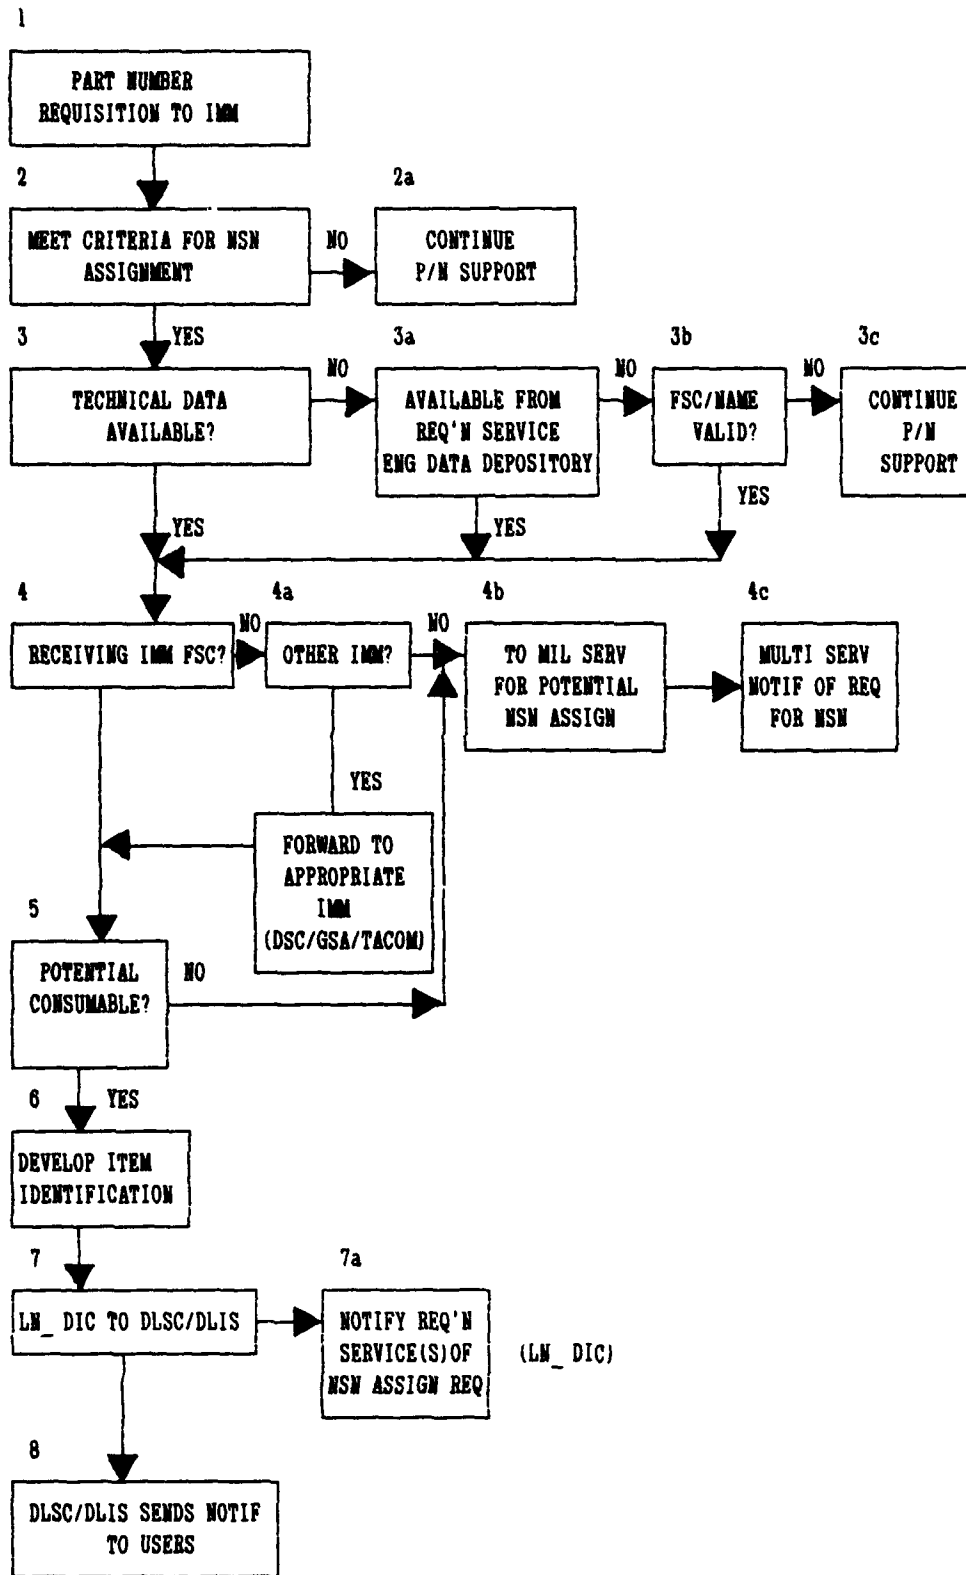 1
PART NUMBER
REQUISITION TO IMM
2
2a
MEET CRITERIA FOR NSN
ASSIGNMENT
NO
CONTINUE
P/N SUPPORT
YES
3
3a
3b
3c
NO
NO
NO
TECHNICAL DATA
AVAILABLE?
AVAILABLE FROM
REQ'N SERVICE
ENG DATA DEPOSITORY
FSC/NAME
VALID?
CONTINUE
P/N
SUPPORT
YES
YES
YES
4
4a
4b
4c
NO
NO
RECEIVING IMM FSC?
OTHER IMM?
TO MIL SERV
FOR POTENTIAL
NSN ASSIGN
MULTI SERV
NOTIF OF REQ
FOR NSN
YES
FORWARD TO
APPROPRIATE
IMM
(DSC/GSA/TACOM)
5
POTENTIAL
CONSUMABLE?
NO
6
YES
DEVELOP ITEM
IDENTIFICATION
7
7a
LN_ DIC TO DLSC/DLIS
NOTIFY REQ'N
SERVICE(S)OF
NSN ASSIGN REQ
(LN_ DIC)
8
DLSC/DLIS SENDS NOTIF
TO USERS